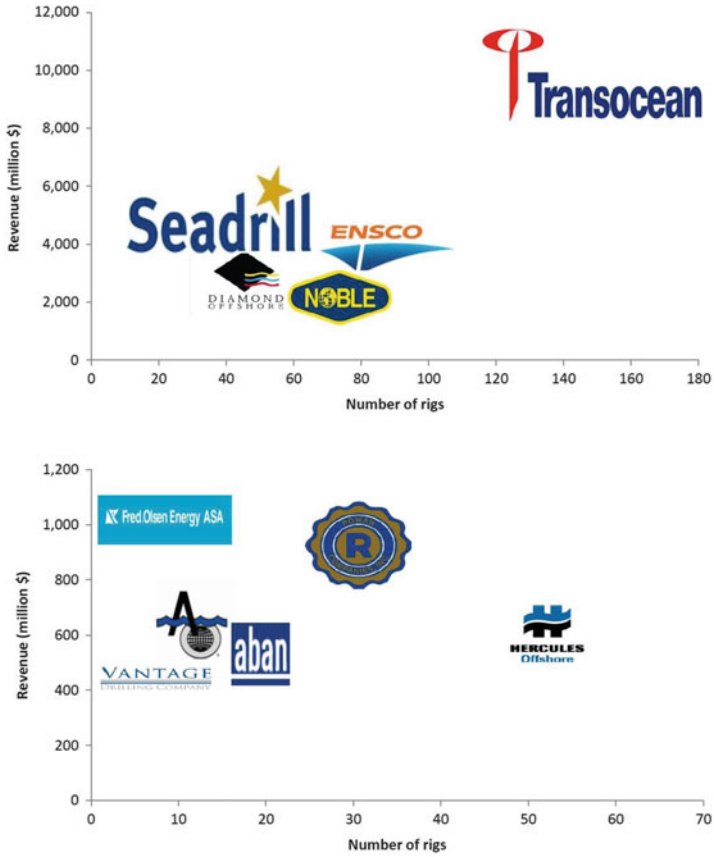 12,000
10,000
8,000
6,000
4,000
2,000
0
Revenue (million $)
Transocean
Seadrill
ENSCO
DIAMOND
OFFSHORE
NOBLE
0 20 40 60 80 100 120 140 160 180
Number of rigs
1,200
1,000
800
600
400
200
0
Revenue (million $)
Fred.Olsen Energy ASA
ROWAN
R
A
VANTAGE
DRILLING COMPANY
aban
HERCULES
Offshore
0 10 20 30 40 50 60 70
Number of rigs